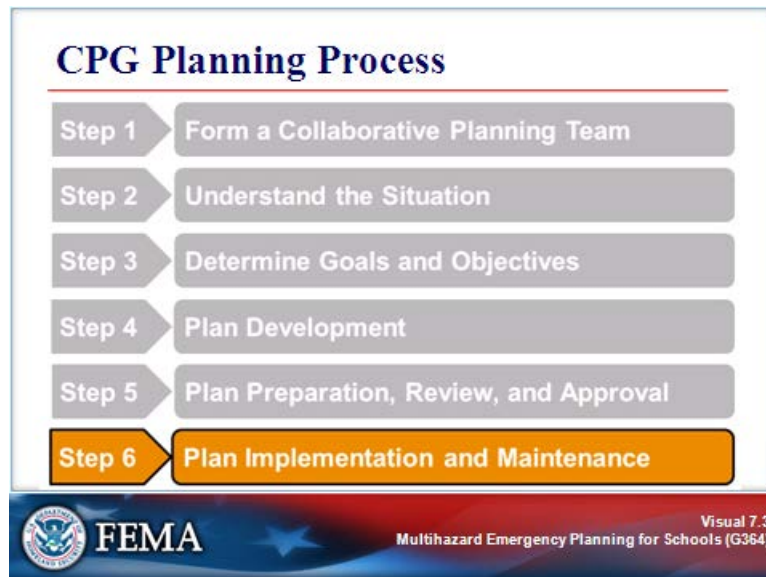 CPG Planning Process
Step 1 Form a Collaborative Planning Team
Step 2 Understand the Situation
Step 3 Determine Goals and Objectives
Step 4 Plan Development
Step 5 Plan Preparation, Review, and Approval
Step 6 Plan Implementation and Maintenance
FEMA
Visual 7.3
Multihazard Emergency Planning for Schools (G364)